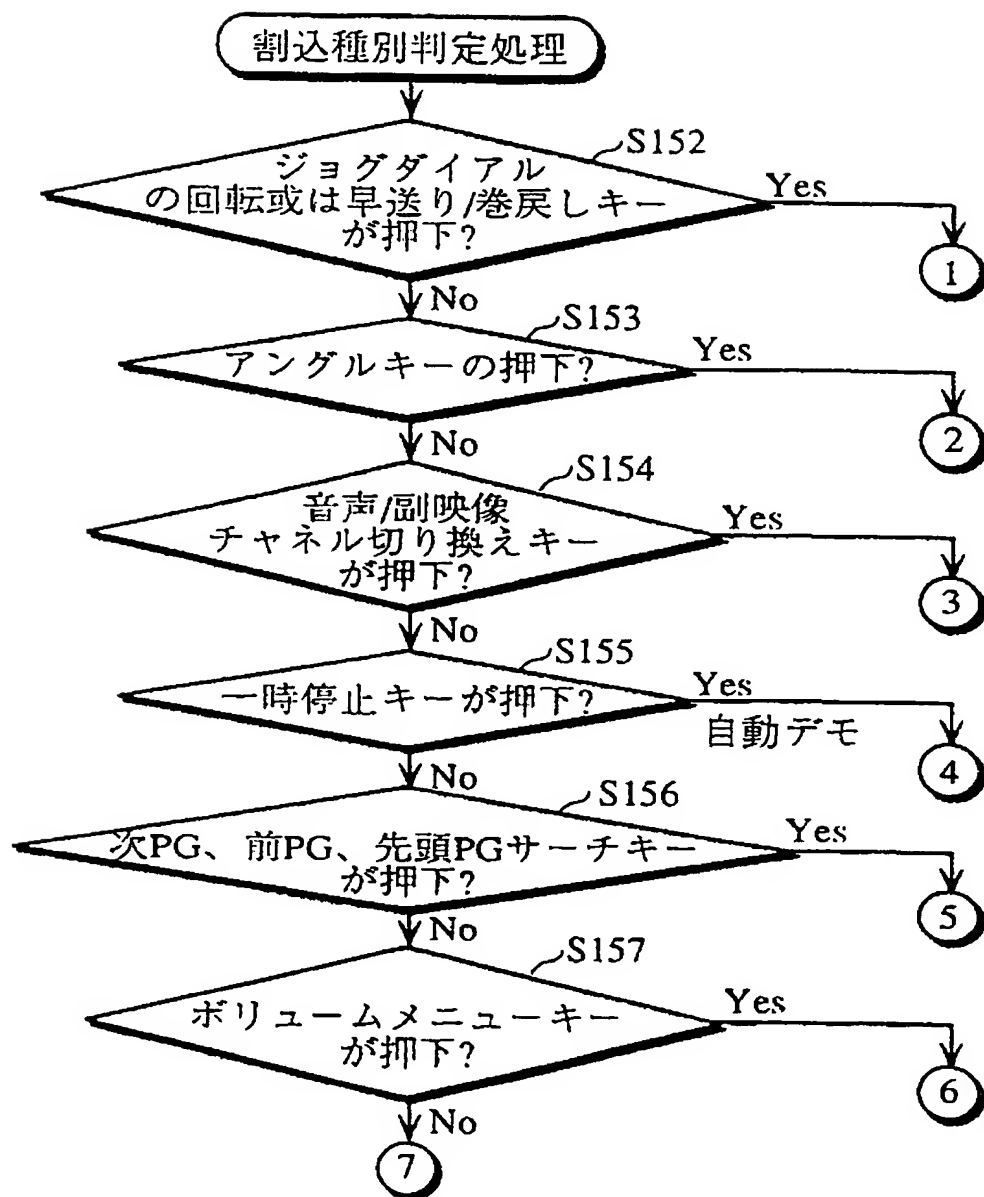 割込種別判定処理
S152
ジョグダイアル
の回転或は早送り/巻戻しキー
が押下?
Yes
1
No
S153
アングルキーの押下?
Yes
2
No
S154
音声/副映像
チャネル切り換えキー
が押下?
Yes
3
No
S155
一時停止キーが押下?
Yes
自動デモ
4
No
S156
次PG、前PG、先頭PGサーチキー
が押下?
Yes
5
No
S157
ボリュームメニューキー
が押下?
Yes
6
No
7